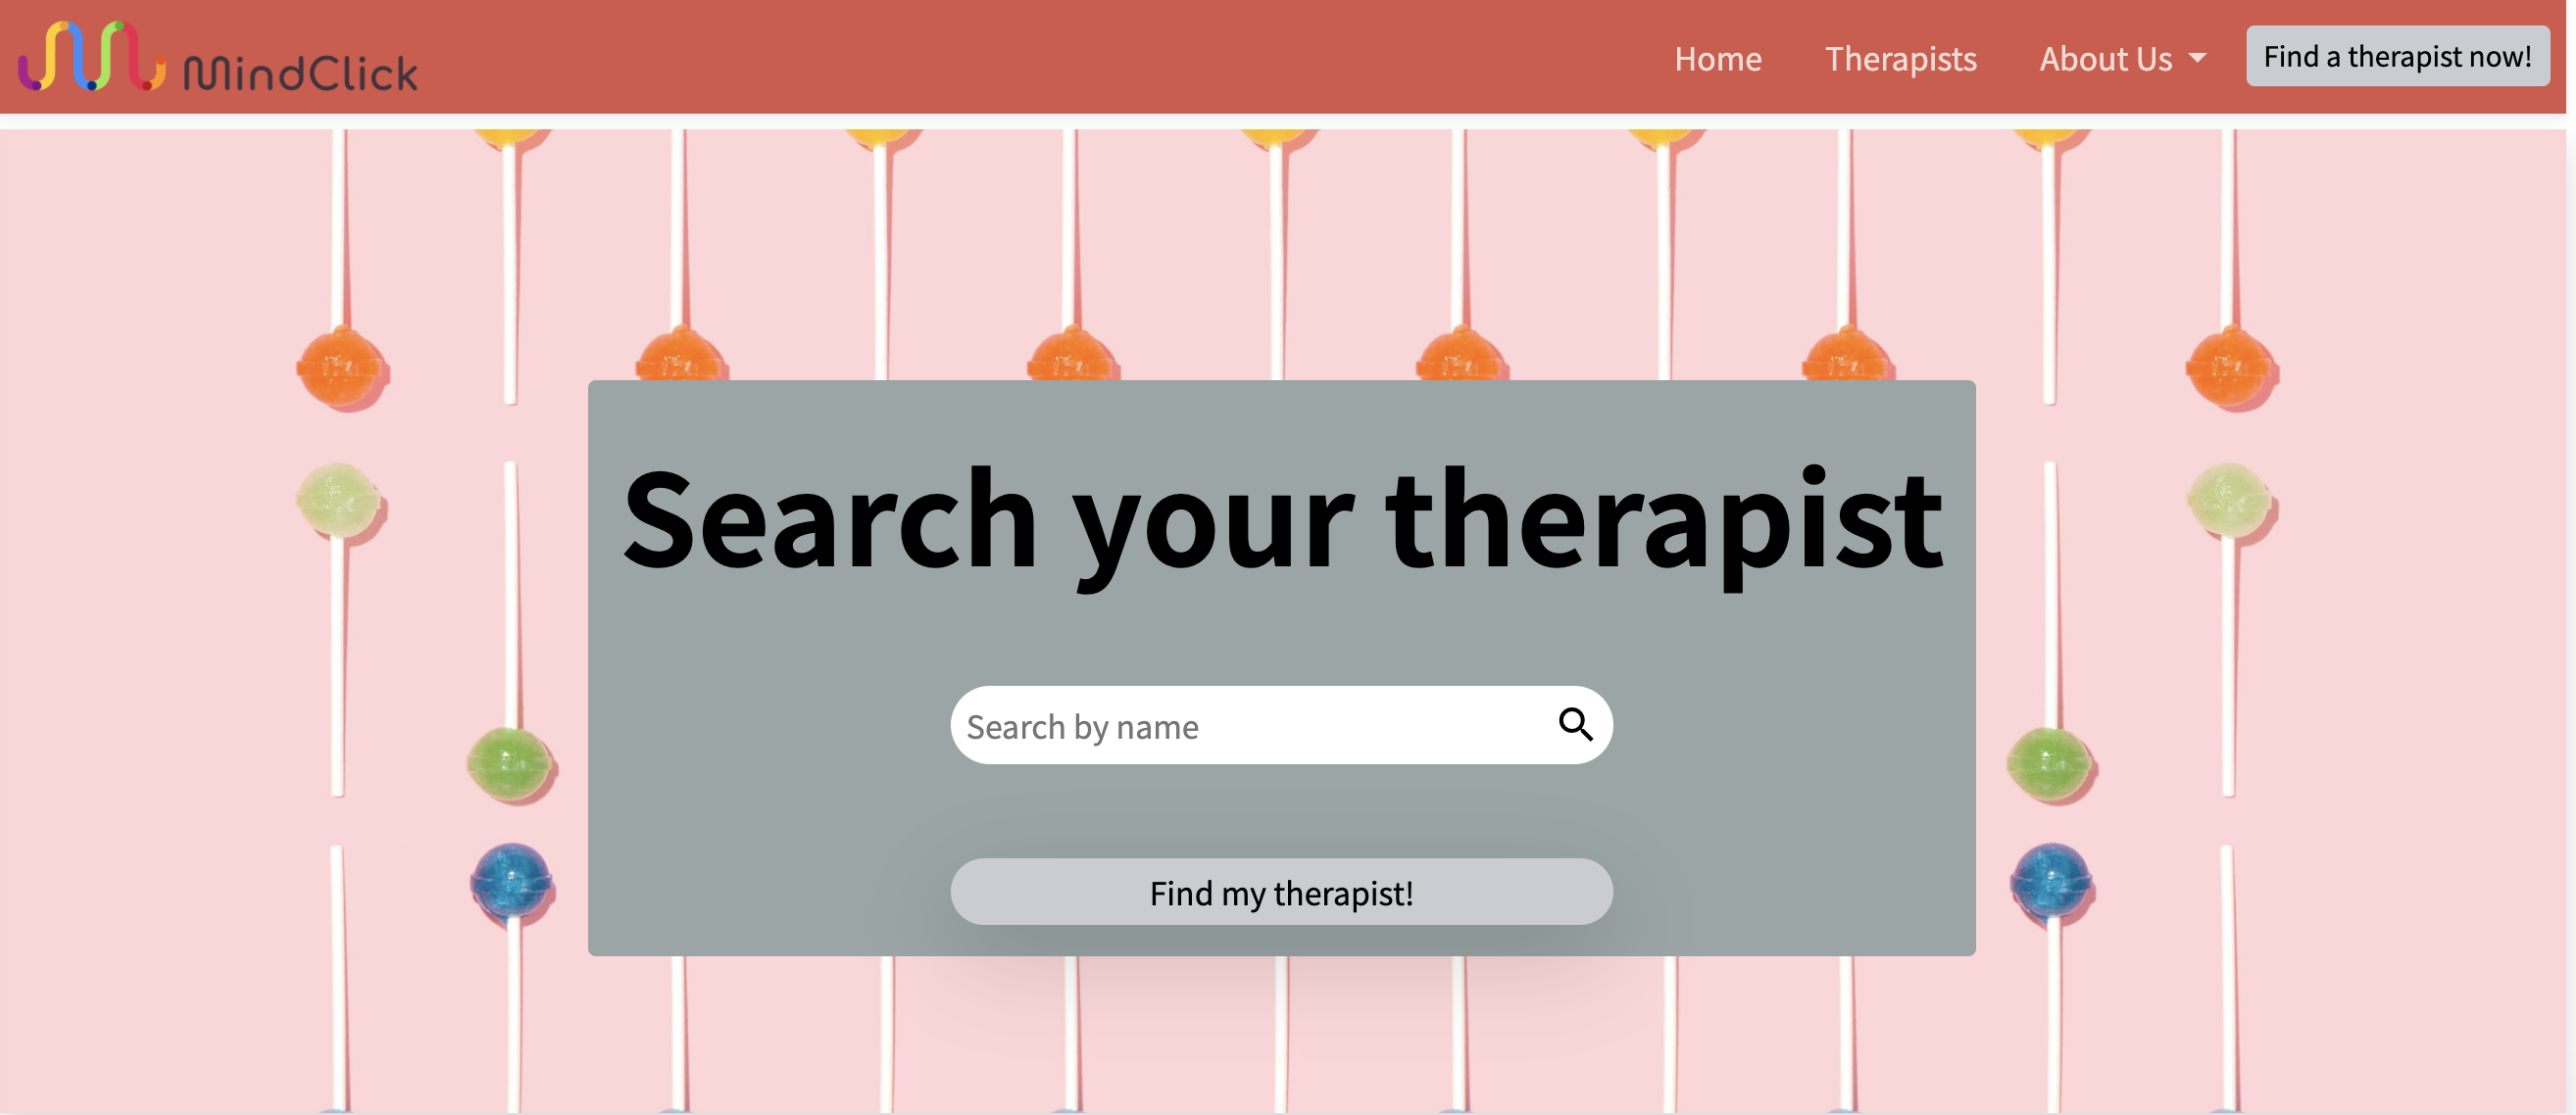 MindClick
Home
Therapists
About Us
Find a therapist now!
Search your therapist
Search by name
Find my therapist!